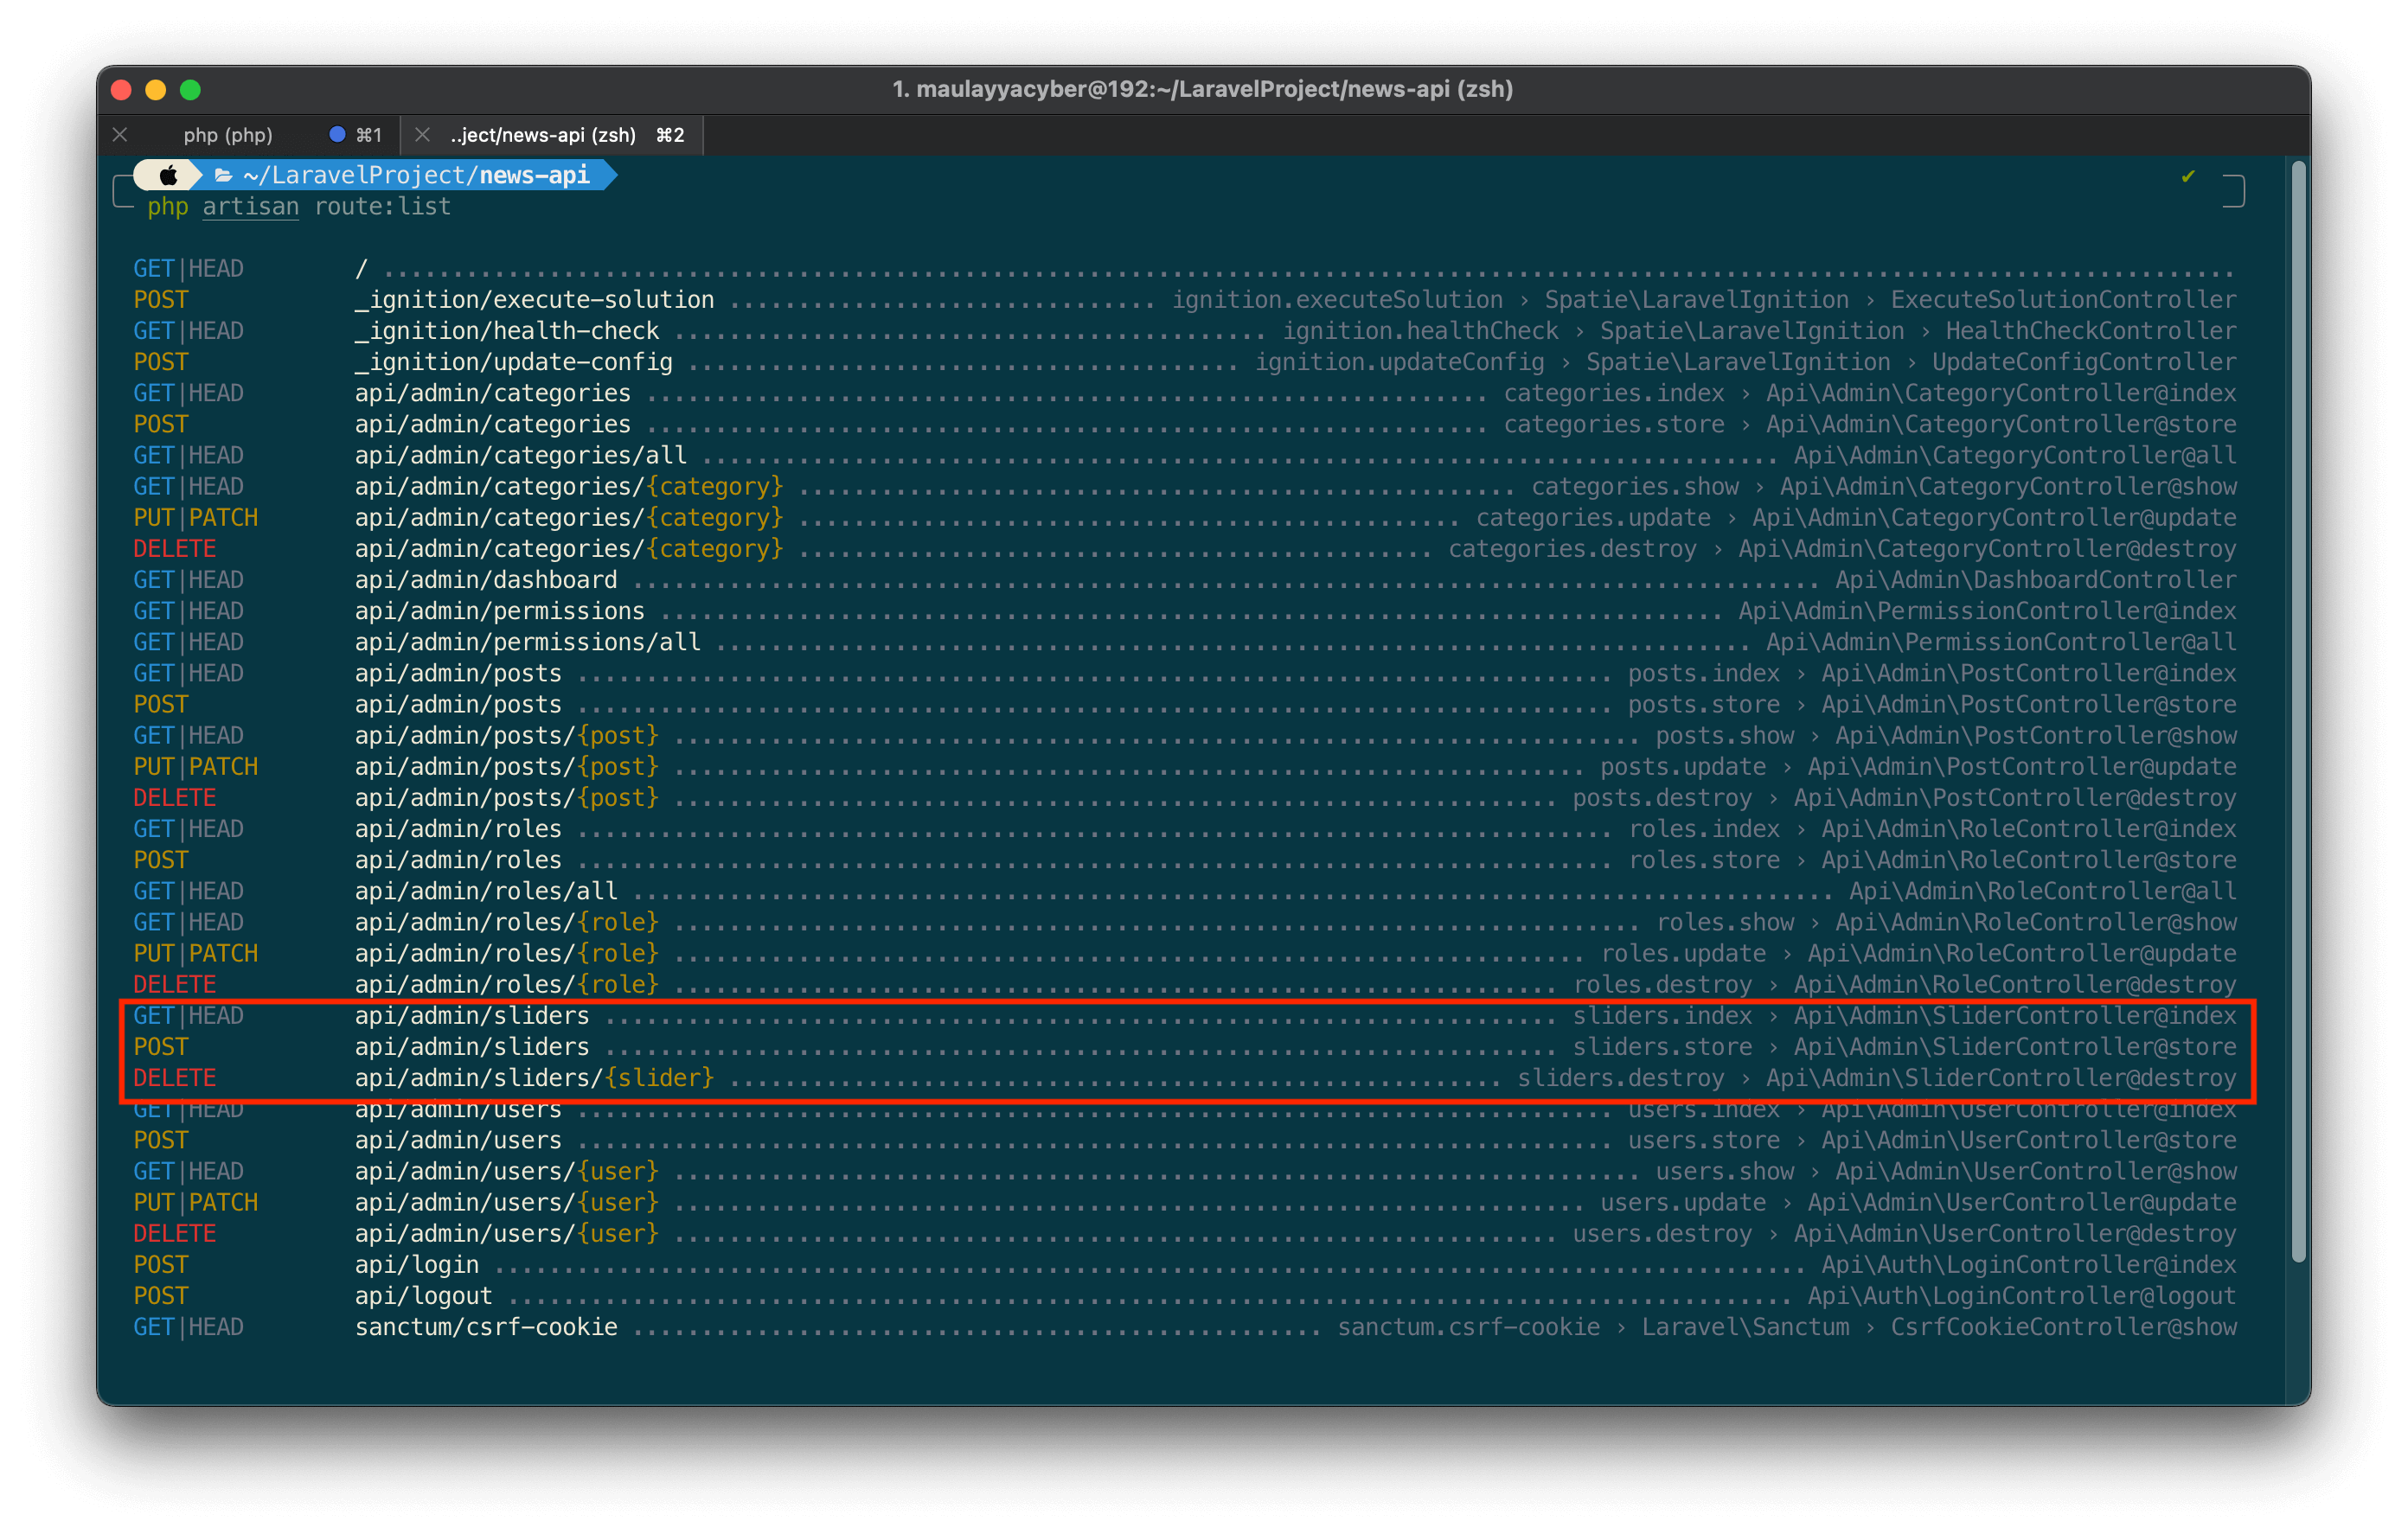 1. maulayyacyber@192:~/LaravelProject/news-api (zsh)
php (php) ⌘1 ..ject/news-api (zsh) ⌘2
~/LaravelProject/news-api ✔
php artisan route:list
GET|HEAD / ........................................
POST _ignition/execute-solution .................... ignition.executeSolution › Spatie\LaravelIgnition › ExecuteSolutionController
GET|HEAD _ignition/health-check .................... ignition.healthCheck › Spatie\LaravelIgnition › HealthCheckController
POST _ignition/update-config .................... ignition.updateConfig › Spatie\LaravelIgnition › UpdateConfigController
GET|HEAD api/admin/categories .................... categories.index › Api\Admin\CategoryController@index
POST api/admin/categories .................... categories.store › Api\Admin\CategoryController@store
GET|HEAD api/admin/categories/all .................... Api\Admin\CategoryController@all
GET|HEAD api/admin/categories/{category} .................... categories.show › Api\Admin\CategoryController@show
PUT|PATCH api/admin/categories/{category} .................... categories.update › Api\Admin\CategoryController@update
DELETE api/admin/categories/{category} .................... categories.destroy › Api\Admin\CategoryController@destroy
GET|HEAD api/admin/dashboard .................... Api\Admin\DashboardController
GET|HEAD api/admin/permissions .................... Api\Admin\PermissionController@index
GET|HEAD api/admin/permissions/all .................... Api\Admin\PermissionController@all
GET|HEAD api/admin/posts .................... posts.index › Api\Admin\PostController@index
POST api/admin/posts .................... posts.store › Api\Admin\PostController@store
GET|HEAD api/admin/posts/{post} .................... posts.show › Api\Admin\PostController@show
PUT|PATCH api/admin/posts/{post} .................... posts.update › Api\Admin\PostController@update
DELETE api/admin/posts/{post} .................... posts.destroy › Api\Admin\PostController@destroy
GET|HEAD api/admin/roles .................... roles.index › Api\Admin\RoleController@index
POST api/admin/roles .................... roles.store › Api\Admin\RoleController@store
GET|HEAD api/admin/roles/all .................... Api\Admin\RoleController@all
GET|HEAD api/admin/roles/{role} .................... roles.show › Api\Admin\RoleController@show
PUT|PATCH api/admin/roles/{role} .................... roles.update › Api\Admin\RoleController@update
DELETE api/admin/roles/{role} .................... roles.destroy › Api\Admin\RoleController@destroy
GET|HEAD api/admin/sliders .................... sliders.index › Api\Admin\SliderController@index
POST api/admin/sliders .................... sliders.store › Api\Admin\SliderController@store
DELETE api/admin/sliders/{slider} .................... sliders.destroy › Api\Admin\SliderController@destroy
GET|HEAD api/admin/users .................... users.index › Api\Admin\UserController@index
POST api/admin/users .................... users.store › Api\Admin\UserController@store
GET|HEAD api/admin/users/{user} .................... users.show › Api\Admin\UserController@show
PUT|PATCH api/admin/users/{user} .................... users.update › Api\Admin\UserController@update
DELETE api/admin/users/{user} .................... users.destroy › Api\Admin\UserController@destroy
POST api/login .................... Api\Auth\LoginController@index
POST api/logout .................... Api\Auth\LoginController@logout
GET|HEAD sanctum/csrf-cookie .................... sanctum.csrf-cookie › Laravel\Sanctum › CsrfCookieController@show